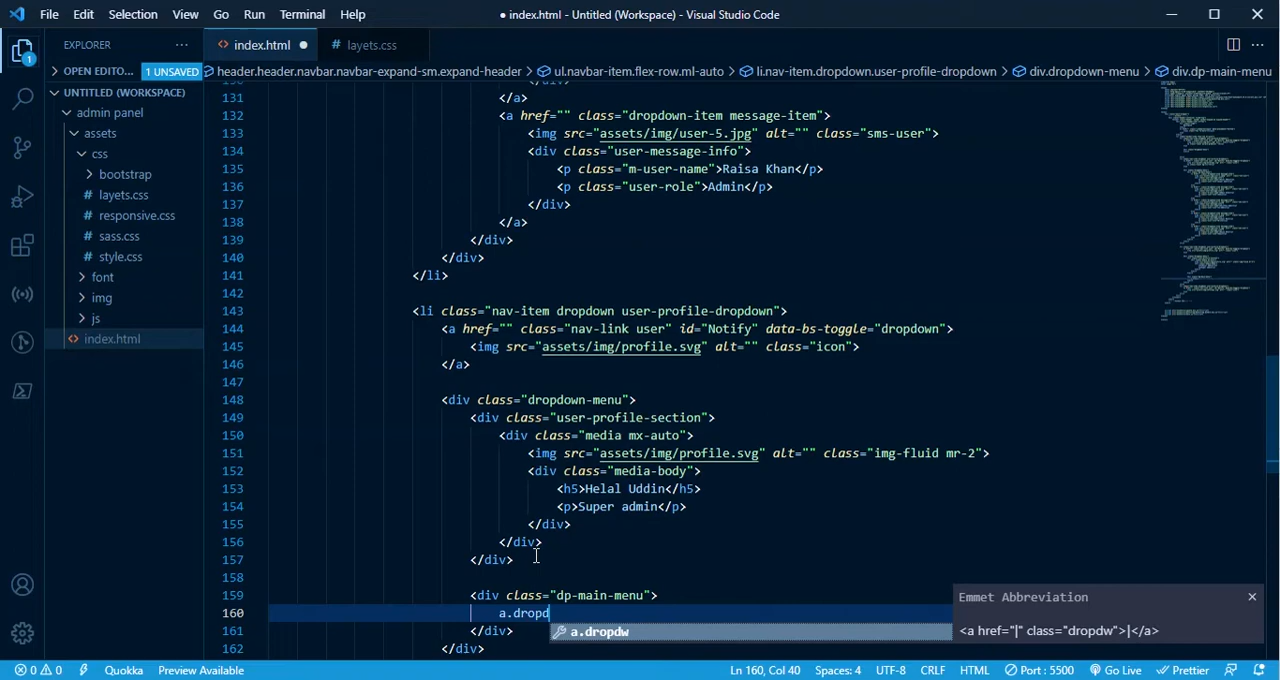 File Edit Selection View Go Run Terminal Help
● index.html - Untitled (Workspace) - Visual Studio Code
EXPLORER ···
<> index.html ●
# layets.css
OPEN EDITO... 1 UNSAVED
header.header.navbar.navbar-expand-sm.expand-header > ul.navbar-item.flex-row.ml-auto > li.nav-item.dropdown.user-profile-dropdown > div.dropdown-menu > div.dp-main-menu
UNTITLED (WORKSPACE)
admin panel
assets
css
bootstrap
# layets.css
# responsive.css
# sass.css
# style.css
font
img
js
<> index.html
1
131 </a>
132 <a href="" class="dropdown-item message-item">
133 <img src="assets/img/user-5.jpg" alt="" class="sms-user">
134 <div class="user-message-info">
135 <p class="m-user-name">Raisa Khan</p>
136 <p class="user-role">Admin</p>
137 </div>
138 </a>
139 </div>
140 </div>
141 </li>
142
143 <li class="nav-item dropdown user-profile-dropdown">
144 <a href="" class="nav-link user" id="Notify" data-bs-toggle="dropdown">
145 <img src="assets/img/profile.svg" alt="" class="icon">
146 </a>
147
148 <div class="dropdown-menu">
149 <div class="user-profile-section">
150 <div class="media mx-auto">
151 <img src="assets/img/profile.svg" alt="" class="img-fluid mr-2">
152 <div class="media-body">
153 <h5>Helal Uddin</h5>
154 <p>Super admin</p>
155 </div>
156 </div>
157 </div>
158
159 <div class="dp-main-menu">
160 a.dropd
161 </div>
162 </div>
a.dropdw
Emmet Abbreviation
<a href="|" class="dropdw">|</a>
0 0 Quokka Preview Available Ln 160, Col 40 Spaces: 4 UTF-8 CRLF HTML Port : 5500 Go Live Prettier